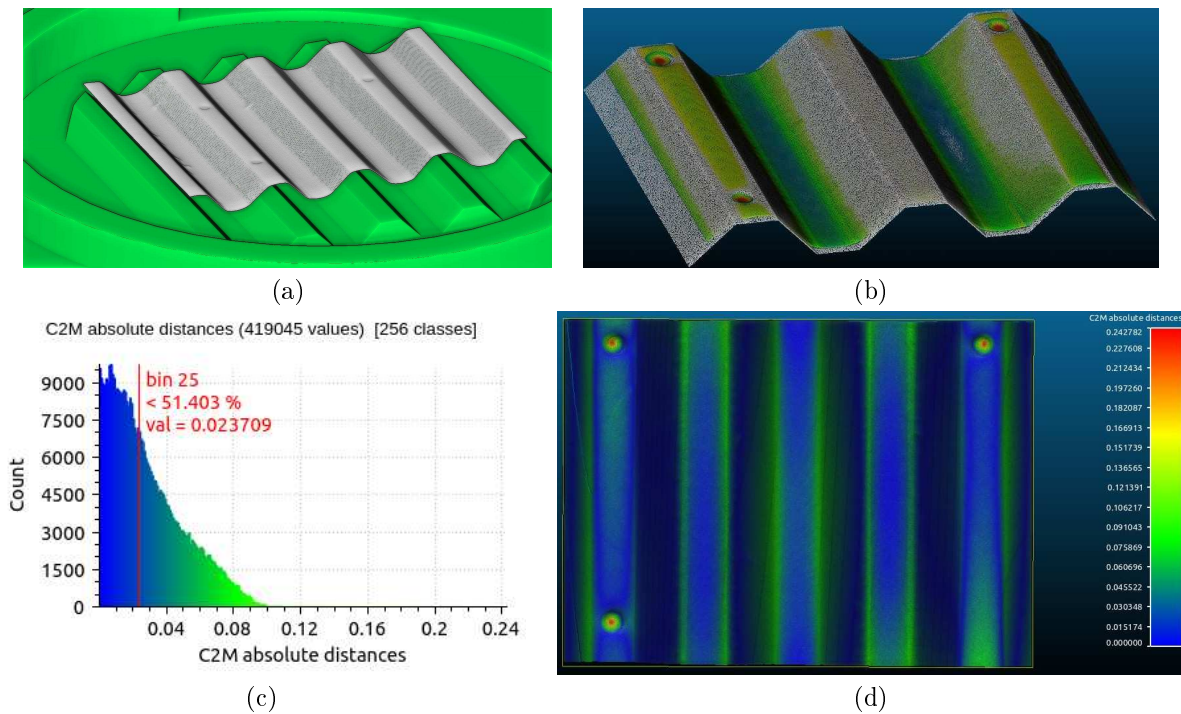 (a)
(b)
C2M absolute distances (419045 values) [256 classes]
bin 25
< 51.403 %
val = 0.023709
9000
7500
6000
4500
3000
1500
0
Count
0.04
0.08
0.12
0.16
0.2
0.24
C2M absolute distances
(c)
C2M absolute distances
0.242782
0.227608
0.212434
0.197260
0.182087
0.166913
0.151739
0.136565
0.121391
0.106217
0.091043
0.075869
0.060696
0.045522
0.030348
0.015174
0.000000
(d)